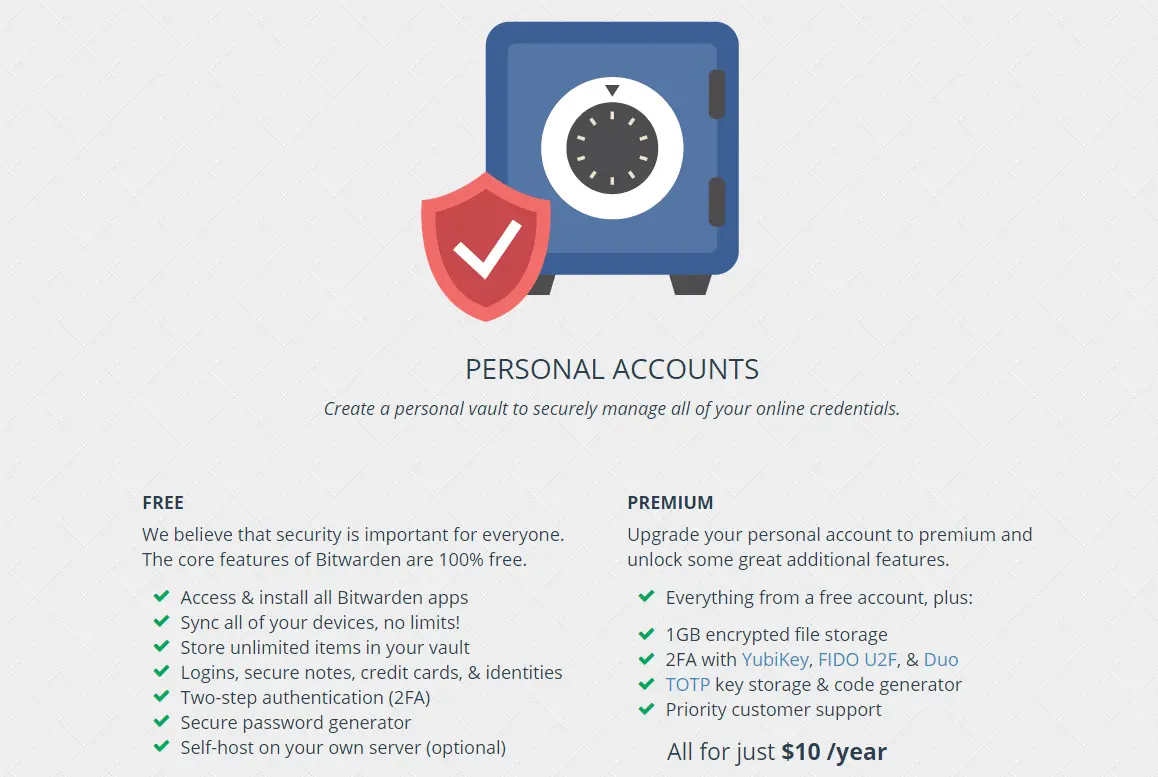 PERSONAL ACCOUNTS
Create a personal vault to securely manage all of your online credentials.
FREE
We believe that security is important for everyone.
The core features of Bitwarden are 100% free.
Access & install all Bitwarden apps
Sync all of your devices, no limits!
Store unlimited items in your vault
Logins, secure notes, credit cards, & identities
Two-step authentication (2FA)
Secure password generator
Self-host on your own server (optional)
PREMIUM
Upgrade your personal account to premium and
unlock some great additional features.
Everything from a free account, plus:
1GB encrypted file storage
2FA with YubiKey, FIDO U2F, & Duo
TOTP key storage & code generator
Priority customer support
All for just $10 /year